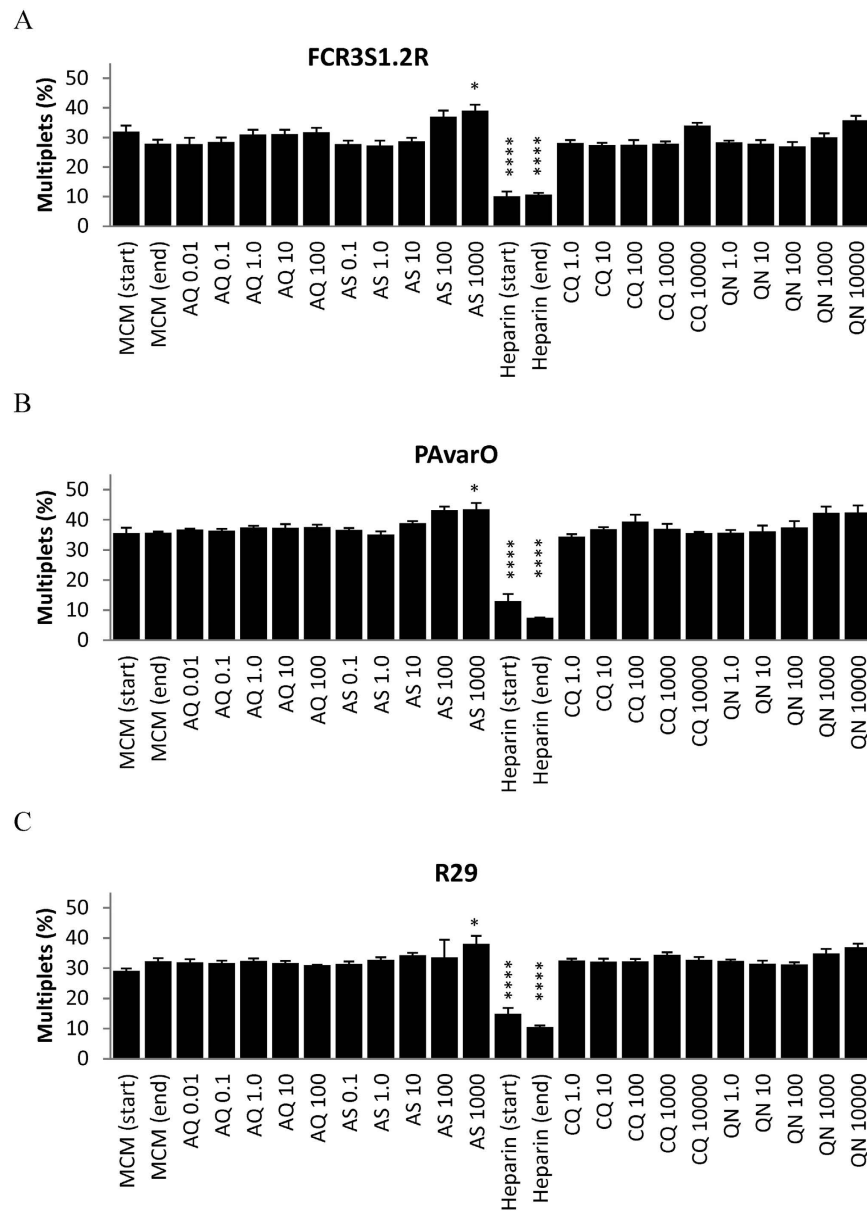 A
FCR3S1.2R
Multiplets (%)
50
40
30
20
10
0
*
****
****
MCM (start)
MCM (end)
AQ 0.01
AQ 0.1
AQ 1.0
AQ 10
AQ 100
AS 0.1
AS 1.0
AS 10
AS 100
AS 1000
Heparin (start)
Heparin (end)
CQ 1.0
CQ 10
CQ 100
CQ 1000
CQ 10000
QN 1.0
QN 10
QN 100
QN 1000
QN 10000
B
PAvarO
Multiplets (%)
50
40
30
20
10
0
*
****
****
MCM (start)
MCM (end)
AQ 0.01
AQ 0.1
AQ 1.0
AQ 10
AQ 100
AS 0.1
AS 1.0
AS 10
AS 100
AS 1000
Heparin (start)
Heparin (end)
CQ 1.0
CQ 10
CQ 100
CQ 1000
CQ 10000
QN 1.0
QN 10
QN 100
QN 1000
QN 10000
C
R29
Multiplets (%)
50
40
30
20
10
0
*
****
****
MCM (start)
MCM (end)
AQ 0.01
AQ 0.1
AQ 1.0
AQ 10
AQ 100
AS 0.1
AS 1.0
AS 10
AS 100
AS 1000
Heparin (start)
Heparin (end)
CQ 1.0
CQ 10
CQ 100
CQ 1000
CQ 10000
QN 1.0
QN 10
QN 100
QN 1000
QN 10000